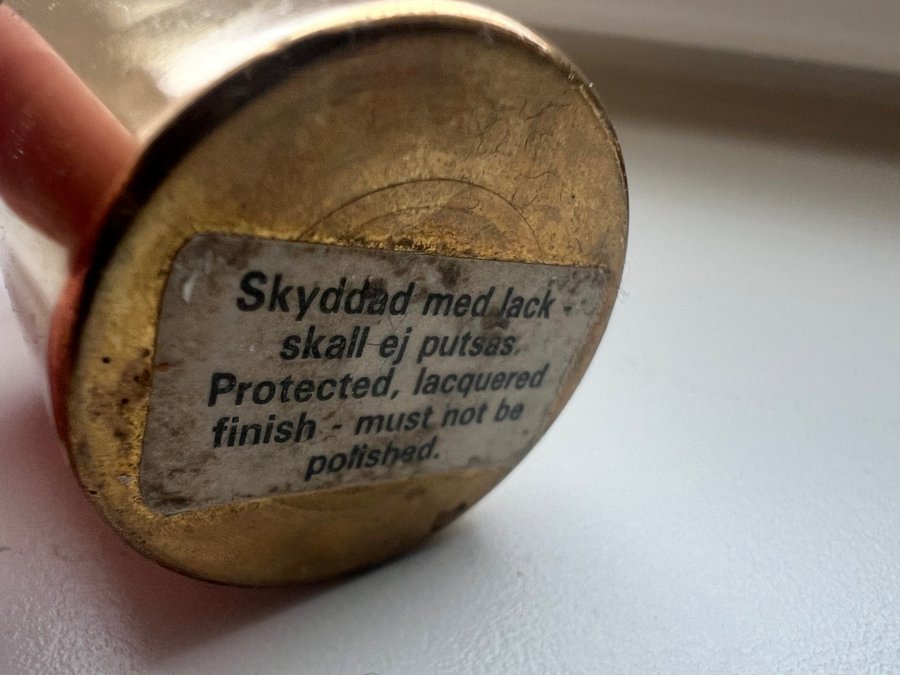 Skyddad med lack -
skall ej putsas.
Protected, lacquered
finish - must not be
polished.